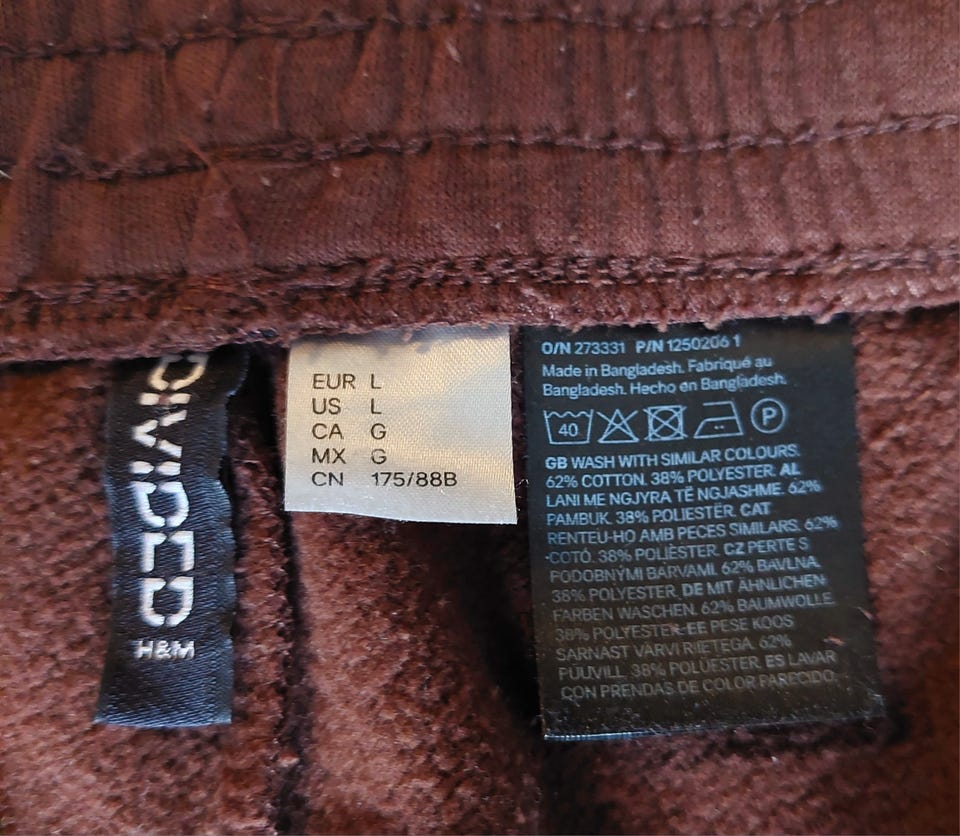 DIVIDED
H&M
EUR L
US L
CA G
MX G
CN 175/88B
O/N 273331 P/N 1250206 1
Made in Bangladesh. Fabriqué au
Bangladesh. Hecho en Bangladesh.
40 P
GB WASH WITH SIMILAR COLOURS.
62% COTTON. 38% POLYESTER. AL
LANI ME NGJYRA TË NGJASHME. 62%
PAMBUK. 38% POLIESTËR. CAT
RENTEU-HO AMB PECES SIMILARS. 62%
COTÓ. 38% POLIÈSTER. CZ PERTE S
PODOBNÝMI BARVAMI. 62% BAVLNA.
38% POLYESTER. DE MIT ÄHNLICHEN
FARBEN WASCHEN. 62% BAUMWOLLE.
38% POLYESTER. EE PESE KOOS
SARNAST VÄRVI RIIETEGA. 62%
PUUVILL. 38% POLÜESTER. ES LAVAR
CON PRENDAS DE COLOR PARECIDO.